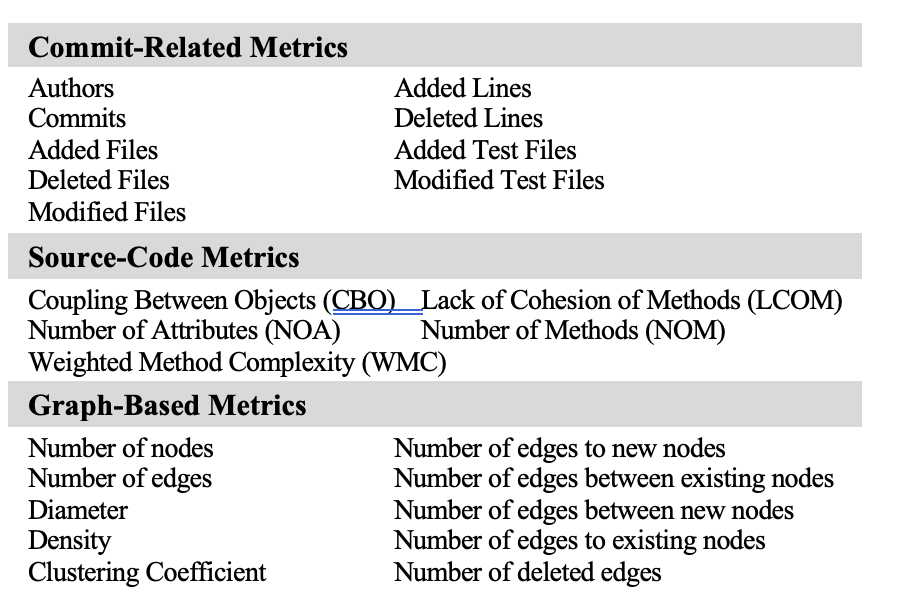 Commit-Related Metrics
Authors Added Lines
Commits Deleted Lines
Added Files Added Test Files
Deleted Files Modified Test Files
Modified Files
Source-Code Metrics
Coupling Between Objects (CBO) Lack of Cohesion of Methods (LCOM)
Number of Attributes (NOA) Number of Methods (NOM)
Weighted Method Complexity (WMC)
Graph-Based Metrics
Number of nodes Number of edges to new nodes
Number of edges Number of edges between existing nodes
Diameter Number of edges between new nodes
Density Number of edges to existing nodes
Clustering Coefficient Number of deleted edges